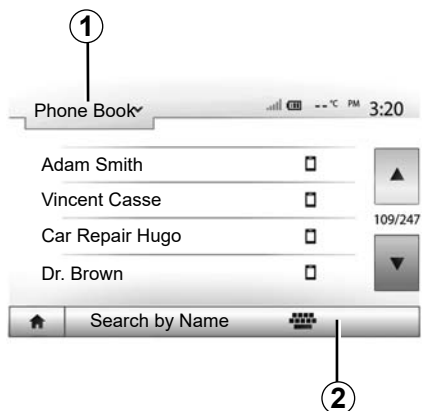 1
Phone Book
--°C PM 3:20
Adam Smith
Vincent Casse
109/247
Car Repair Hugo
Dr. Brown
Search by Name
2